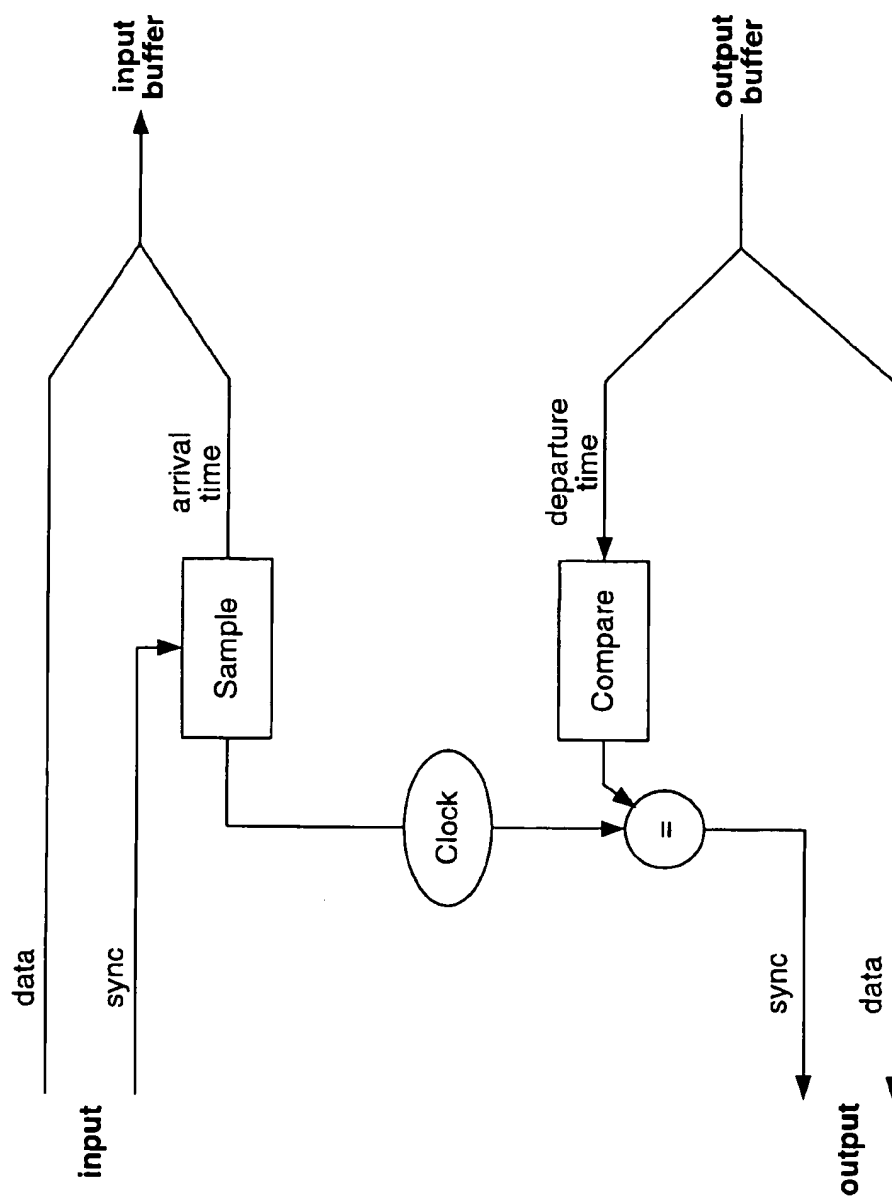 input
data
sync
Sample
arrival
time
input
buffer
Clock
=
Compare
departure
time
output
buffer
sync
data
output